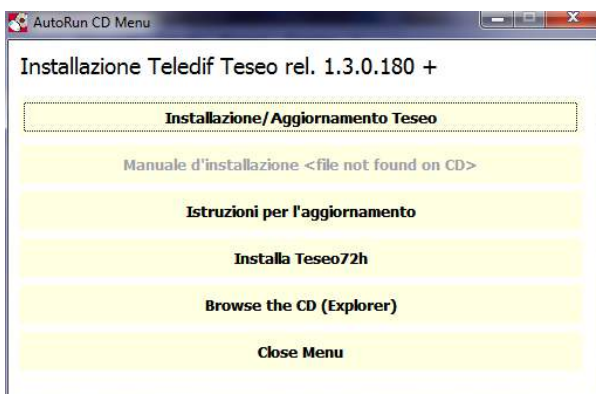 AutoRun CD Menu
Installazione Teledif Teseo rel. 1.3.0.180 +
Installazione/Aggiornamento Teseo
Manuale d'installazione <file not found on CD>
Istruzioni per l'aggiornamento
Installa Teseo72h
Browse the CD (Explorer)
Close Menu